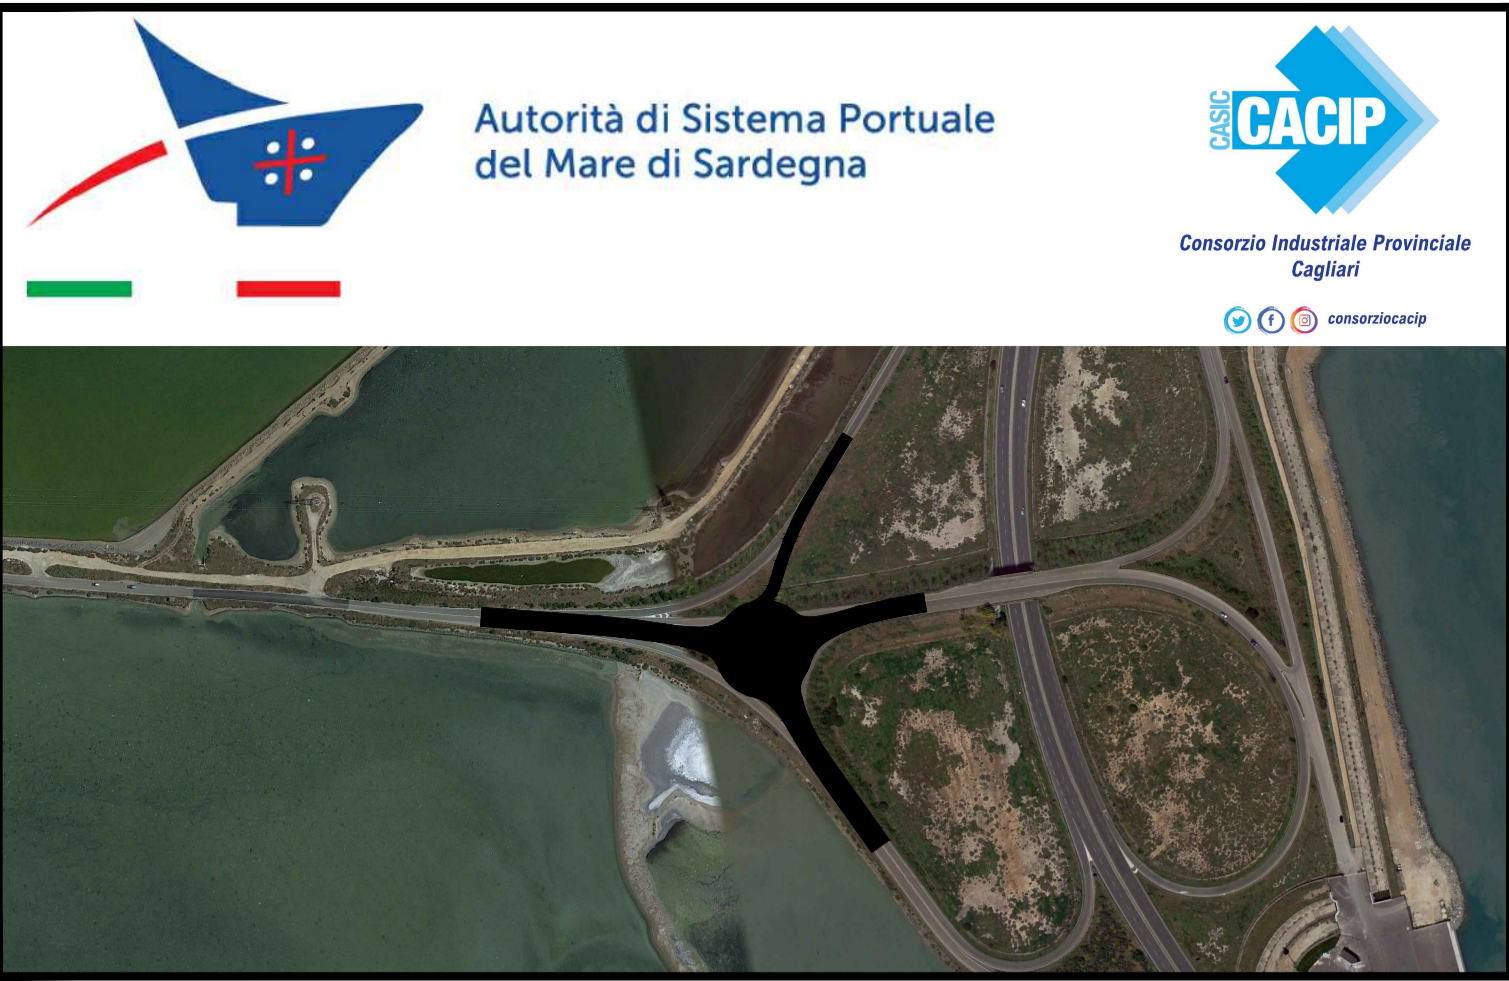 Autorità di Sistema Portuale
del Mare di Sardegna
CASIC
CACIP
Consorzio Industriale Provinciale
Cagliari
consorziocacip